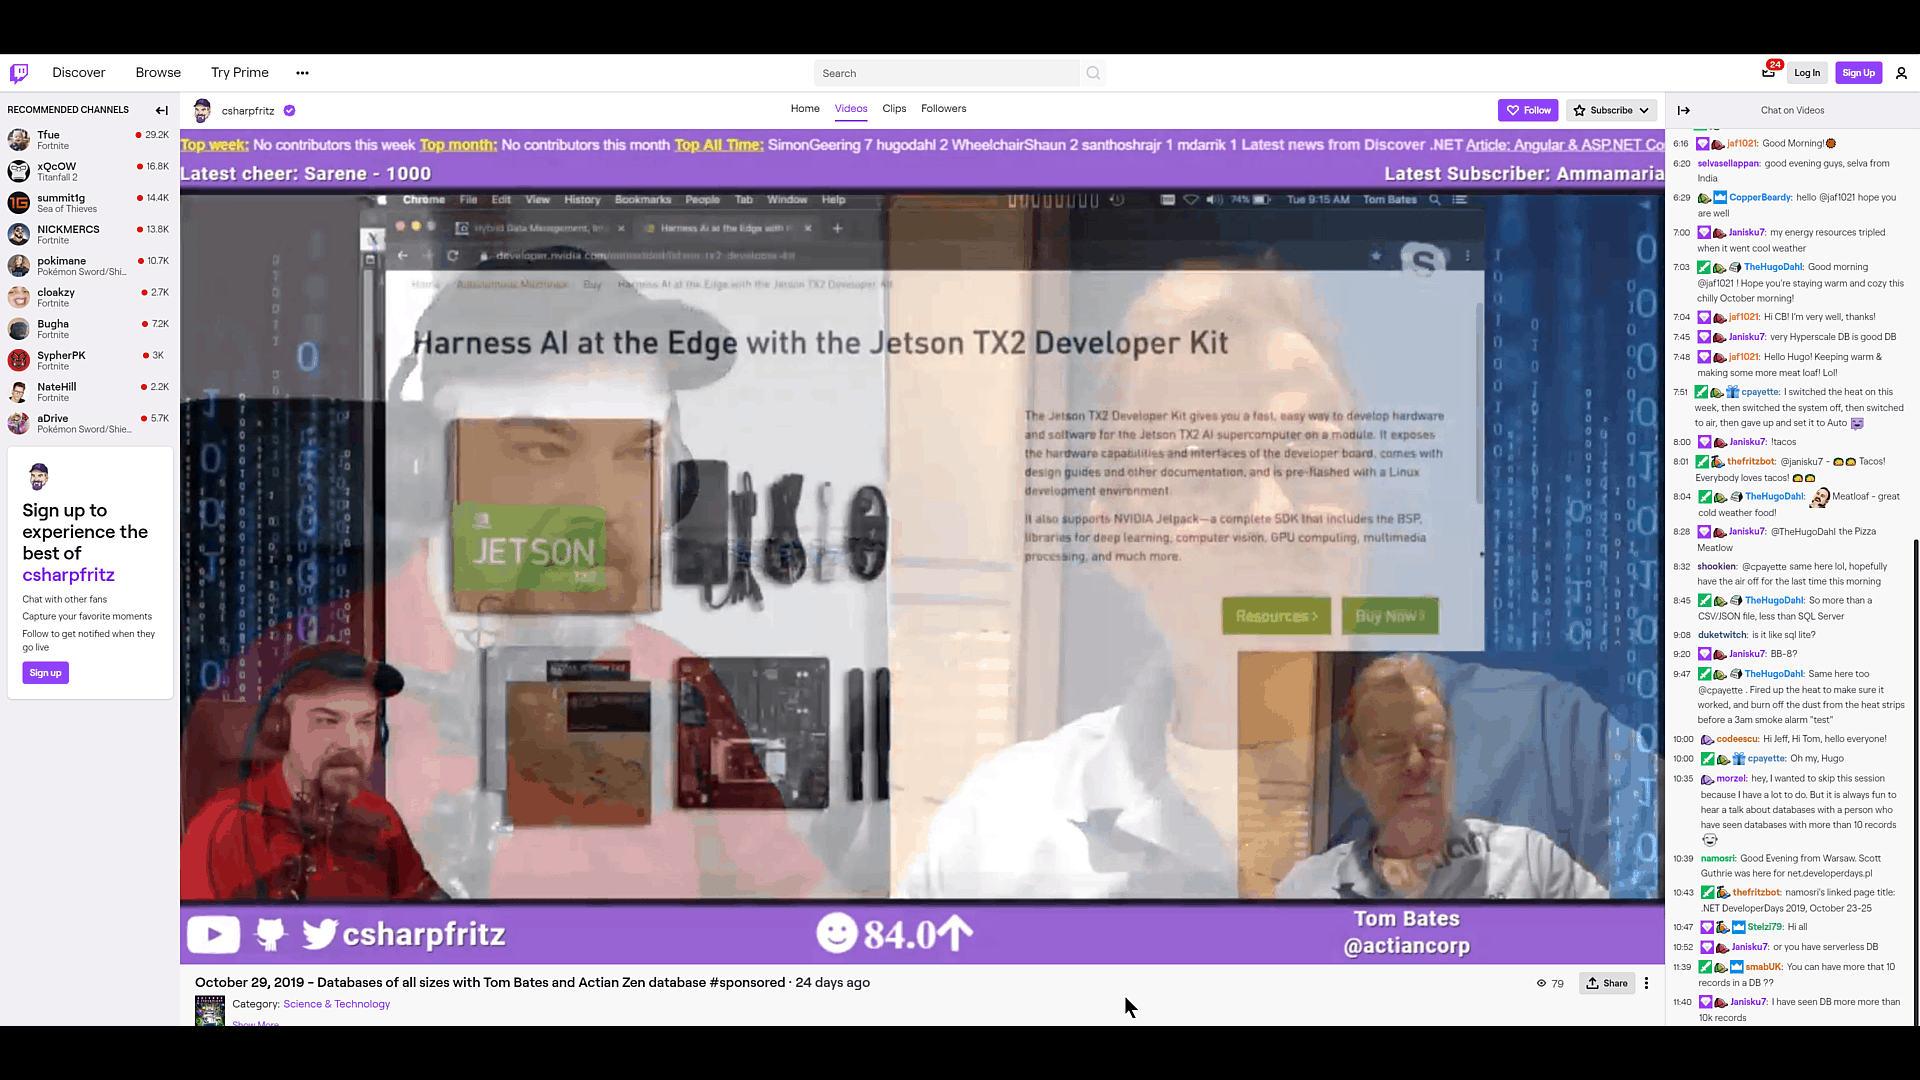 Discover Browse Try Prime
Search
24
Log In
Sign Up
RECOMMENDED CHANNELS
Tfue 29.2K
Fortnite
xQcOW 16.8K
Titanfall 2
summit1g 14.4K
Sea of Thieves
NICKMERCS 13.8K
Fortnite
pokimane 10.7K
Pokémon Sword/Shi...
cloakzy 2.7K
Fortnite
Bugha 7.2K
Fortnite
SypherPK 3K
Fortnite
NateHill 2.2K
Fortnite
aDrive 5.7K
Pokémon Sword/Shie...
Sign up to
experience the
best of
csharpfritz
Chat with other fans
Capture your favorite moments
Follow to get notified when they
go live
Sign up
csharpfritz
Home Videos Clips Followers
Follow
Subscribe
Top week: No contributors this week Top month: No contributors this month Top All Time: SimonGeering 7 hugodahl 2 WheelchairShaun 2 santhoshrajr 1 mdarrik 1 Latest news from Discover .NET Article: Angular & ASP.NET Co
Latest cheer: Sarene - 1000
Latest Subscriber: Ammamaria
Chrome File Edit View History Bookmarks People Tab Window Help
74% Tue 9:15 AM Tom Bates
Hybrid Data Management, Harness AI at the Edge with
Home Autonomous Machines Buy Harness AI at the Edge with the Jetson TX2 Developer Kit
Harness AI at the Edge with the Jetson TX2 Developer Kit
The Jetson TX2 Developer Kit gives you a fast, easy way to develop hardware
and software for the Jetson TX2 AI supercomputer on a module. It exposes
the hardware capabilities and interfaces of the developer board, comes with
design guides and other documentation, and is pre-flashed with a Linux
development environment.
It also supports NVIDIA Jetpack—a complete SDK that includes the BSP,
libraries for deep learning, computer vision, GPU computing, multimedia
processing, and much more.
JETSON
Resources >
Buy Now >
csharpfritz
84.0
Tom Bates
@actiancorp
October 29, 2019 - Databases of all sizes with Tom Bates and Actian Zen database #sponsored · 24 days ago
79
Share
Category: Science & Technology
Show More
Chat on Videos
6:16 jaf1021: Good Morning!
6:20 selvasellappan: good evening guys, selva from
India
6:29 CopperBeardy: hello @jaf1021 hope you
are well
7:00 Janisku7: my energy resources tripled
when it went cool weather
7:03 TheHugoDahl: Good morning
@jaf1021 ! Hope you're staying warm and cozy this
chilly October morning!
7:04 jaf1021: Hi CB! I'm very well, thanks!
7:45 Janisku7: very Hyperscale DB is good DB
7:48 jaf1021: Hello Hugo! Keeping warm &
making some more meat loaf! Lol!
7:51 cpayette: I switched the heat on this
week, then switched the system off, then switched
to air, then gave up and set it to Auto
8:00 Janisku7: !tacos
8:01 thefritzbot: @janisku7 - Tacos!
Everybody loves tacos!
8:04 TheHugoDahl: Meatloaf - great
cold weather food!
8:28 Janisku7: @TheHugoDahl the Pizza
Meatlow
8:32 shookien: @cpayette same here lol, hopefully
have the air off for the last time this morning
8:45 TheHugoDahl: So more than a
CSV/JSON file, less than SQL Server
9:08 duketwitch: is it like sql lite?
9:20 Janisku7: BB-8?
9:47 TheHugoDahl: Same here too
@cpayette . Fired up the heat to make sure it
worked, and burn off the dust from the heat strips
before a 3am smoke alarm "test"
10:00 codeescu: Hi Jeff, Hi Tom, hello everyone!
10:00 cpayette: Oh my, Hugo
10:35 morzel: hey, I wanted to skip this session
because I have a lot to do. But it is always fun to
hear a talk about databases with a person who
have seen databases with more than 10 records
10:39 namosri: Good Evening from Warsaw. Scott
Guthrie was here for net.developerdays.pl
10:43 thefritzbot: namosri's linked page title:
.NET DeveloperDays 2019, October 23-25
10:47 Stelzi79: Hi all
10:52 Janisku7: or you have serverless DB
11:39 smabUK: You can have more that 10
records in a DB ??
11:40 Janisku7: I have seen DB more more than
10k records